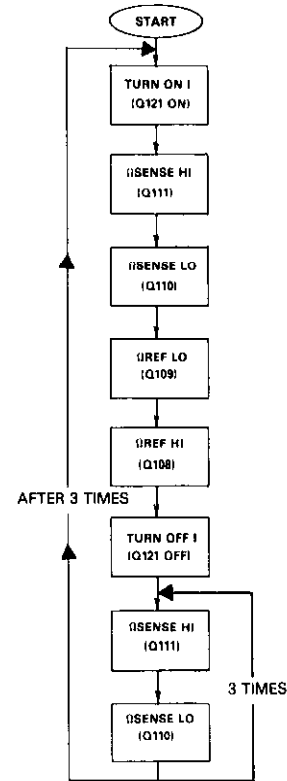 START
TURN ON I
(Q121 ON)
ΩSENSE HI
(Q111)
ΩSENSE LO
(Q110)
ΩREF LO
(Q109)
ΩREF HI
(Q108)
AFTER 3 TIMES
TURN OFF I
(Q121 OFF)
ΩSENSE HI
(Q111)
3 TIMES
ΩSENSE LO
(Q110)